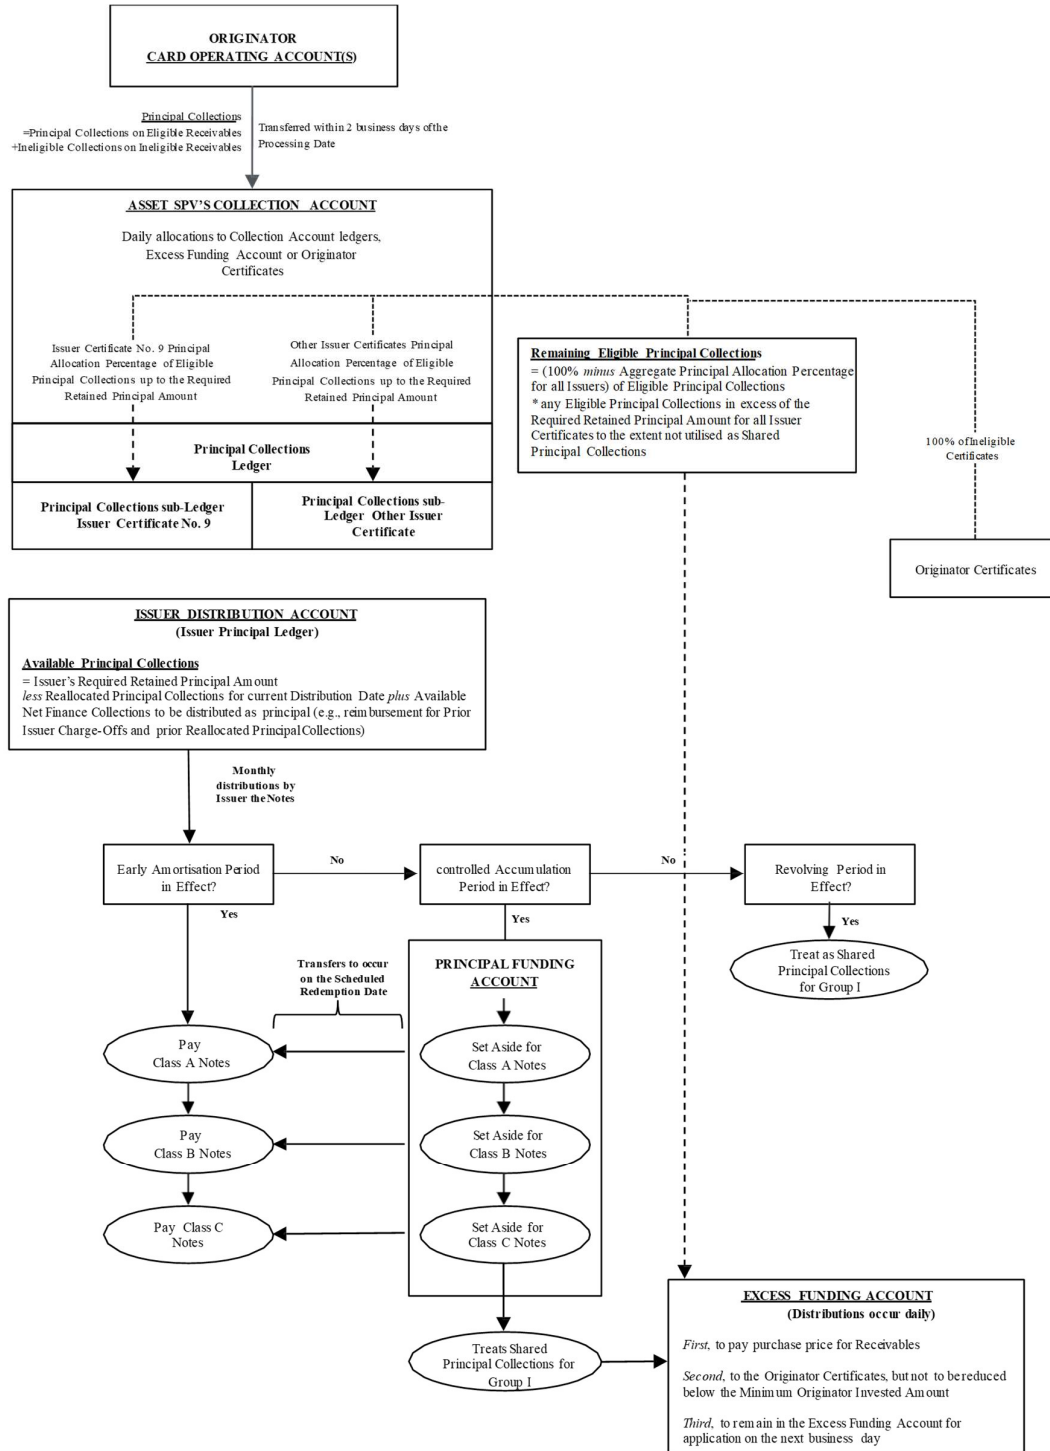 ORIGINATOR
CARD OPERATING ACCOUNT(S)
Principal Collections
=Principal Collections on Eligible Receivables
+Ineligible Collections on Ineligible Receivables
Transferred within 2 business days of the
Processing Date
ASSET SPV'S COLLECTION ACCOUNT
Daily allocations to Collection Account ledgers,
Excess Funding Account or Originator
Certificates
Issuer Certificate No. 9 Principal
Allocation Percentage of Eligible
Principal Collections up to the Required
Retained Principal Amount
Other Issuer Certificates Principal
Allocation Percentage of Eligible
Principal Collections up to the Required
Retained Principal Amount
Remaining Eligible Principal Collections
= (100% minus Aggregate Principal Allocation Percentage
for all Issuers) of Eligible Principal Collections
* any Eligible Principal Collections in excess of the
Required Retained Principal Amount for all Issuer
Certificates to the extent not utilised as Shared
Principal Collections
100% of Ineligible
Certificates
Principal Collections
Ledger
Principal Collections sub-Ledger
Issuer Certificate No. 9
Principal Collections sub-
Ledger Other Issuer
Certificate
Originator Certificates
ISSUER DISTRIBUTION ACCOUNT
(Issuer Principal Ledger)
Available Principal Collections
= Issuer's Required Retained Principal Amount
less Reallocated Principal Collections for current Distribution Date plus Available
Net Finance Collections to be distributed as principal (e.g., reimbursement for Prior
Issuer Charge-Offs and prior Reallocated Principal Collections)
Monthly
distributions by
Issuer the Notes
Early Amortisation Period
in Effect?
No
controlled Accumulation
Period in Effect?
No
Revolving Period in
Effect?
Yes
Yes
Yes
Treat as Shared
Principal Collections
for Group I
Transfers to occur
on the Scheduled
Redemption Date
PRINCIPAL FUNDING
ACCOUNT
Pay
Class A Notes
Set Aside for
Class A Notes
Pay
Class B Notes
Set Aside for
Class B Notes
Pay Class C
Notes
Set Aside for
Class C Notes
Treats Shared
Principal Collections for
Group I
EXCESS FUNDING ACCOUNT
(Distributions occur daily)
First, to pay purchase price for Receivables
Second, to the Originator Certificates, but not to be reduced
below the Minimum Originator Invested Amount
Third, to remain in the Excess Funding Account for
application on the next business day